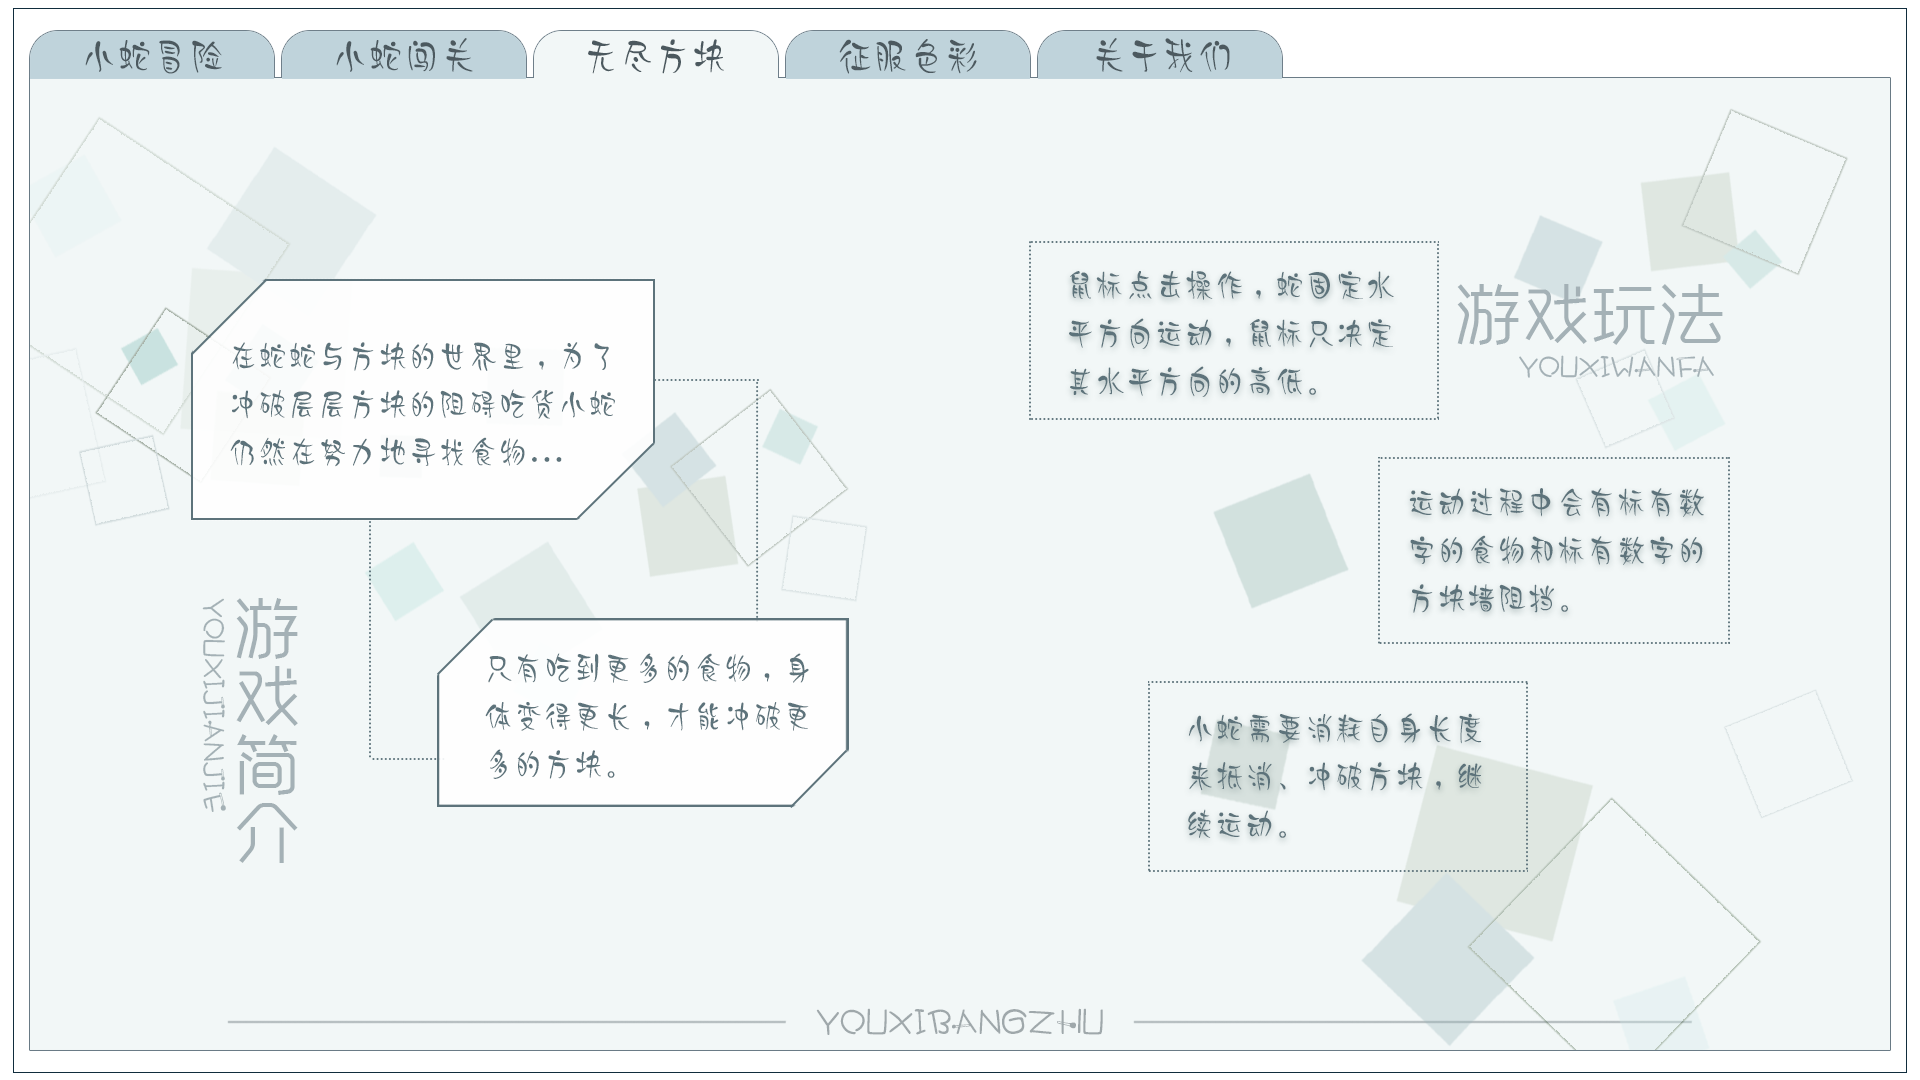 小蛇冒险
小蛇闯关
无尽方块
征服色彩
关于我们
在蛇蛇与方块的世界里，为了
冲破层层方块的阻碍吃货小蛇
仍然在努力地寻找食物...
游戏简介
YOUXIJIANJIE
只有吃到更多的食物，身
体变得更长，才能冲破更
多的方块。
游戏玩法
YOUXIWANFA
鼠标点击操作，蛇固定水
平方向运动，鼠标只决定
其水平方向的高低。
运动过程中会有标有数
字的食物和标有数字的
方块墙阻挡。
小蛇需要消耗自身长度
来抵消、冲破方块，继
续运动。
YOUXIBANGZHU